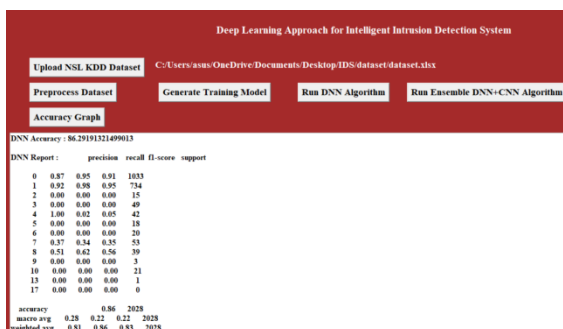 Deep Learning Approach for Intelligent Intrusion Detection System
Upload NSL KDD Dataset C:/Users/asus/OneDrive/Documents/Desktop/IDS/dataset/dataset.xlsx
Preprocess Dataset Generate Training Model Run DNN Algorithm Run Ensemble DNN+CNN Algorithm
Accuracy Graph
DNN Accuracy : 86.29191321499013
DNN Report : precision recall f1-score support
0 0.87 0.95 0.91 1033
1 0.92 0.98 0.95 734
2 0.00 0.00 0.00 15
3 0.00 0.00 0.00 49
4 1.00 0.02 0.05 42
5 0.00 0.00 0.00 18
6 0.00 0.00 0.00 20
7 0.37 0.34 0.35 53
8 0.51 0.62 0.56 39
9 0.00 0.00 0.00 3
10 0.00 0.00 0.00 21
13 0.00 0.00 0.00 1
17 0.00 0.00 0.00 0
accuracy 0.86 2028
macro avg 0.28 0.22 0.22 2028
weighted avg 0.81 0.86 0.83 2028